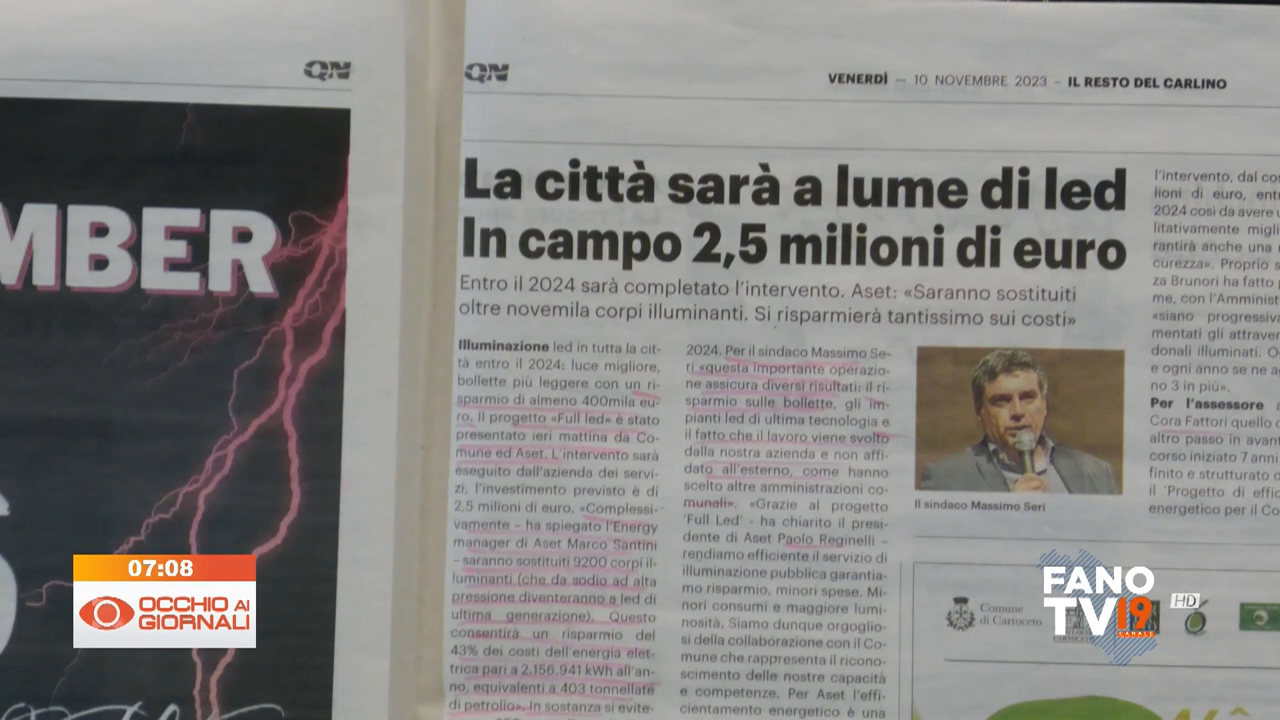 QN
MBER
QN
VENERDÌ — 10 NOVEMBRE 2023 – IL RESTO DEL CARLINO
La città sarà a lume di led
In campo 2,5 milioni di euro
Entro il 2024 sarà completato l'intervento. Aset: «Saranno sostituiti
oltre novemila corpi illuminanti. Si risparmierà tantissimo sui costi»
Illuminazione led in tutta la cit-
tà entro il 2024: luce migliore,
bollette più leggere con un ri-
sparmio di almeno 400mila eu-
ro. Il progetto «Full led» è stato
presentato ieri mattina da Co-
mune ed Aset. L'intervento sarà
eseguito dall'azienda dei servi-
zi, l'investimento previsto è di
2,5 milioni di euro. «Complessi-
vamente – ha spiegato l'Energy
manager di Aset Marco Santini
– saranno sostituiti 9200 corpi il-
luminanti (che da sodio ad alta
pressione diventeranno a led di
ultima generazione). Questo
consentirà un risparmio del
43% dei costi dell'energia elet-
trica pari a 2.156.941 kWh all'an-
no, equivalenti a 403 tonnellate
di petrolio». In sostanza si evite-
2024. Per il sindaco Massimo Se-
ri «questa importante operazio-
ne assicura diversi risultati: il ri-
sparmio sulle bollette, gli im-
pianti led di ultima tecnologia e
il fatto che il lavoro viene svolto
dalla nostra azienda e non affi-
dato all'esterno, come hanno
scelto altre amministrazioni co-
munali». «Grazie al progetto
'Full Led' - ha chiarito il presi-
dente di Aset Paolo Reginelli –
rendiamo efficiente il servizio di
illuminazione pubblica garantia-
mo risparmio, minori spese. Mi-
nori consumi e maggiore lumi-
nosità. Siamo dunque orgoglio-
si della collaborazione con il Co-
mune che rappresenta il ricono-
scimento delle nostre capacità
e competenze. Per Aset l'effi-
cientamento energetico è una
Il sindaco Massimo Seri
l'intervento, dal cos
lioni di euro, ent
2024 così da avere
litativamente migli
rantirà anche una
curezza». Proprio s
za Brunori ha fatto
me, con l'Amminist
«siano progressiva
mentati gli attraver
donali illuminati. O
e ogni anno se ne a
no 3 in più».
Per l'assessore
Cora Fattori quello
altro passo in avan
corso iniziato 7 anni
finito e strutturato
il 'Progetto di effic
energetico per il Co
Comune
di Cartoceto
07:08
OCCHIO AI
GIORNALI
FANO
TV 19
CANALE
HD